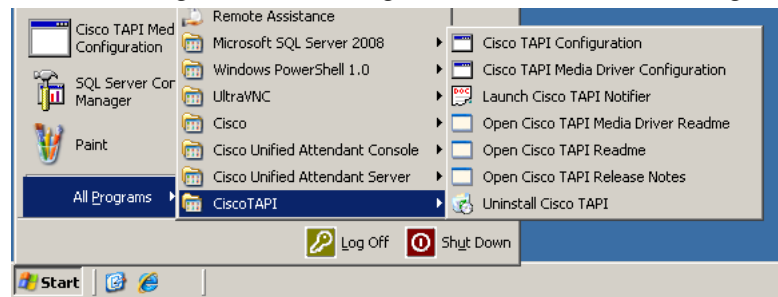 Cisco TAPI Med
Configuration
SQL Server Cor
Manager
Paint
All Programs
Remote Assistance
Microsoft SQL Server 2008
Windows PowerShell 1.0
UltraVNC
Cisco
Cisco Unified Attendant Console
Cisco Unified Attendant Server
CiscoTAPI
Cisco TAPI Configuration
Cisco TAPI Media Driver Configuration
Launch Cisco TAPI Notifier
Open Cisco TAPI Media Driver Readme
Open Cisco TAPI Readme
Open Cisco TAPI Release Notes
Uninstall Cisco TAPI
Log Off
Shut Down
Start